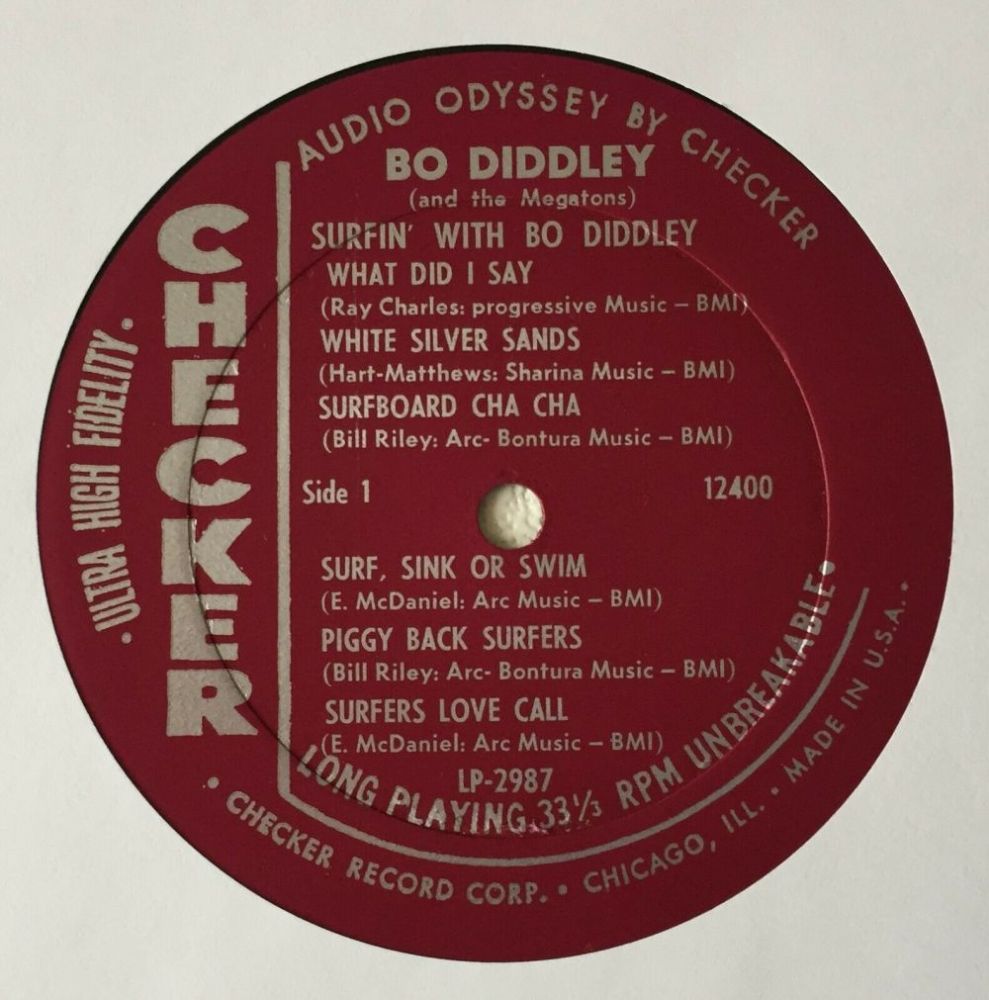 AUDIO ODYSSEY BY CHECKER
BO DIDDLEY
(and the Megatons)
SURFIN' WITH BO DIDDLEY
WHAT DID I SAY
(Ray Charles: progressive Music – BMI)
WHITE SILVER SANDS
(Hart-Matthews: Sharina Music – BMI)
SURFBOARD CHA CHA
(Bill Riley: Arc- Bontura Music – BMI)
Side 1 12400
SURF, SINK OR SWIM
(E. McDaniel: Arc Music – BMI)
PIGGY BACK SURFERS
(Bill Riley: Arc- Bontura Music – BMI)
SURFERS LOVE CALL
(E. McDaniel: Arc Music – BMI)
LP-2987
LONG PLAYING 33⅓ RPM UNBREAKABLE•
CHECKER
• ULTRA HIGH FIDELITY •
• CHECKER RECORD CORP. • CHICAGO, ILL. • MADE IN U.S.A. •